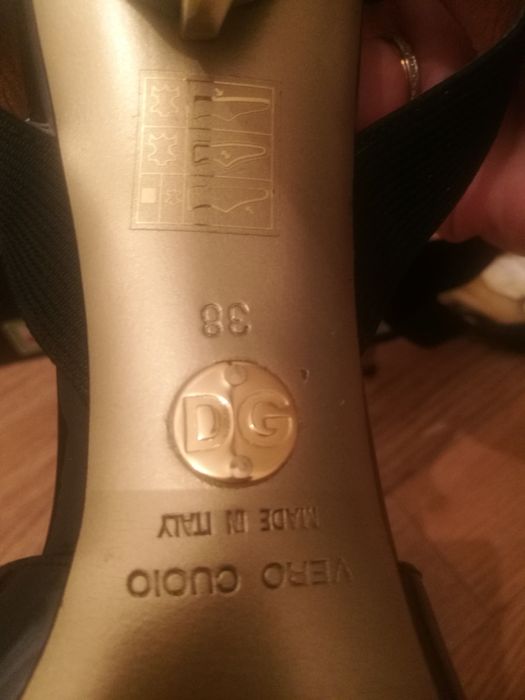 38
DG
MADE IN ITALY
VERO CUOIO